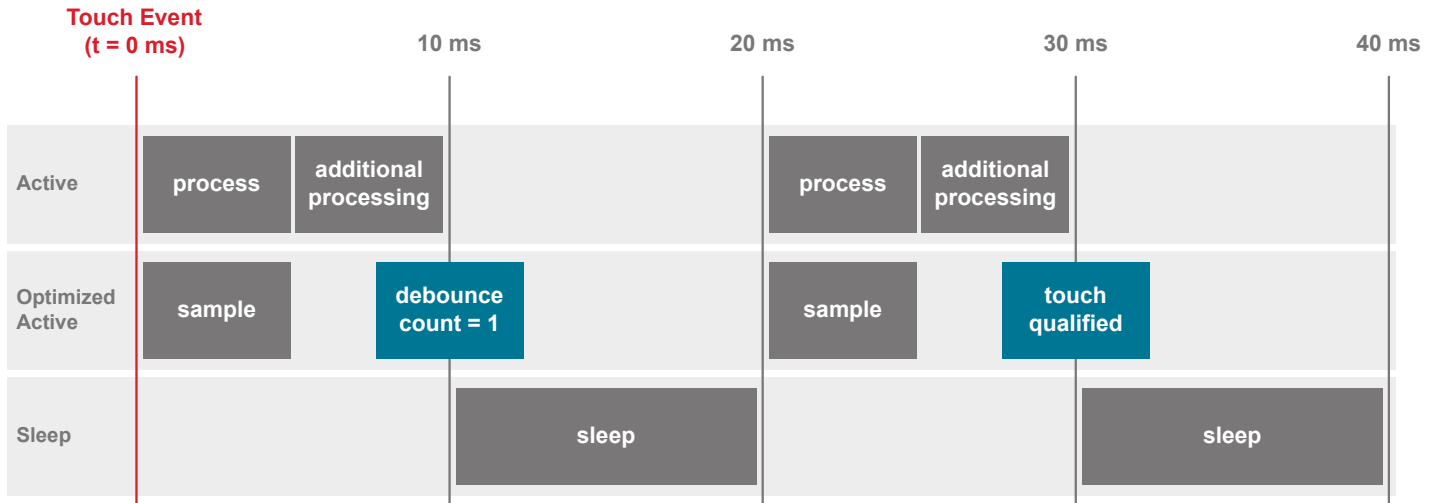 Touch Event
(t = 0 ms)
10 ms
20 ms
30 ms
40 ms
Active
process
additional
processing
process
additional
processing
Optimized
Active
sample
debounce
count = 1
sample
touch
qualified
Sleep
sleep
sleep